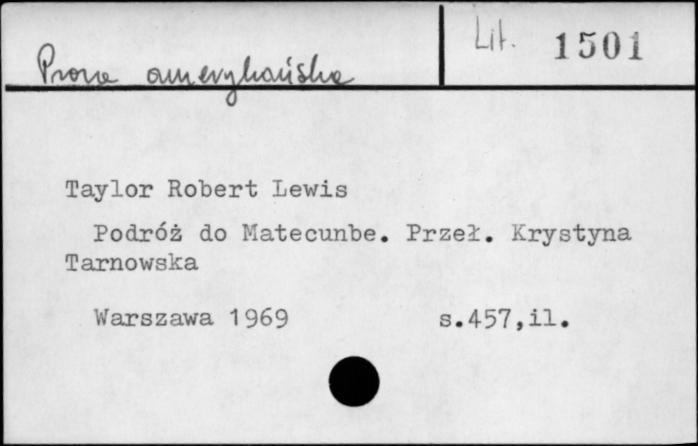 Proza amerykańska
Lit. 1501
Taylor Robert Lewis
Podróż do Matecunbe. Przeł. Krystyna
Tarnowska
Warszawa 1969 s.457,il.